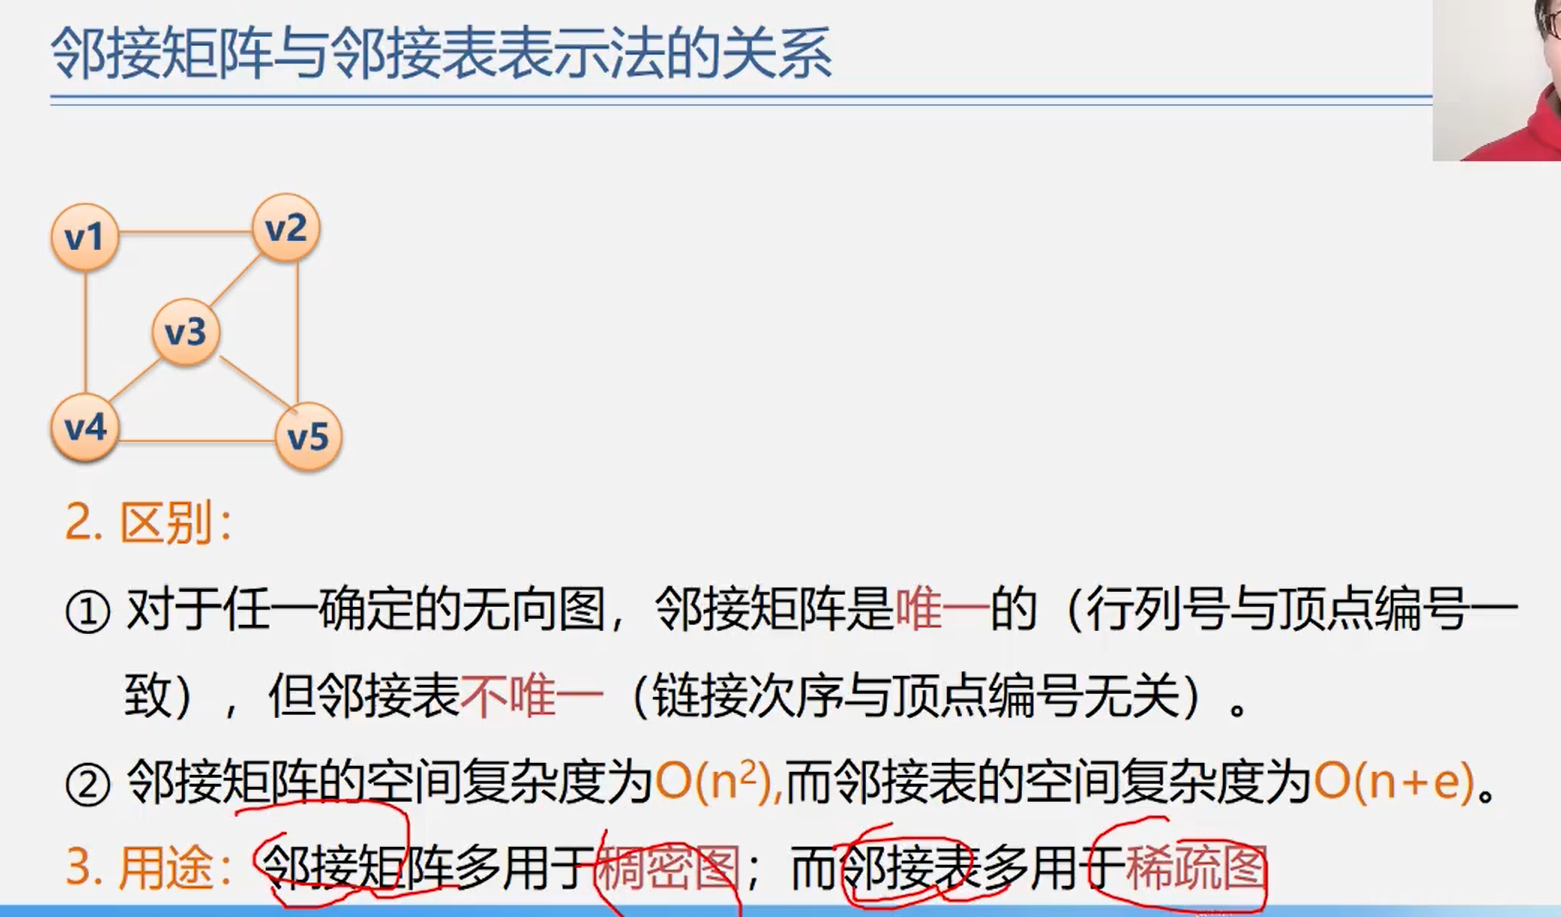 邻接矩阵与邻接表表示法的关系
v1
v2
v3
v4
v5
2. 区别：
① 对于任一确定的无向图，邻接矩阵是唯一的（行列号与顶点编号一
致），但邻接表不唯一（链接次序与顶点编号无关）。
② 邻接矩阵的空间复杂度为O(n²),而邻接表的空间复杂度为O(n+e)。
3. 用途：邻接矩阵多用于稠密图；而邻接表多用于稀疏图